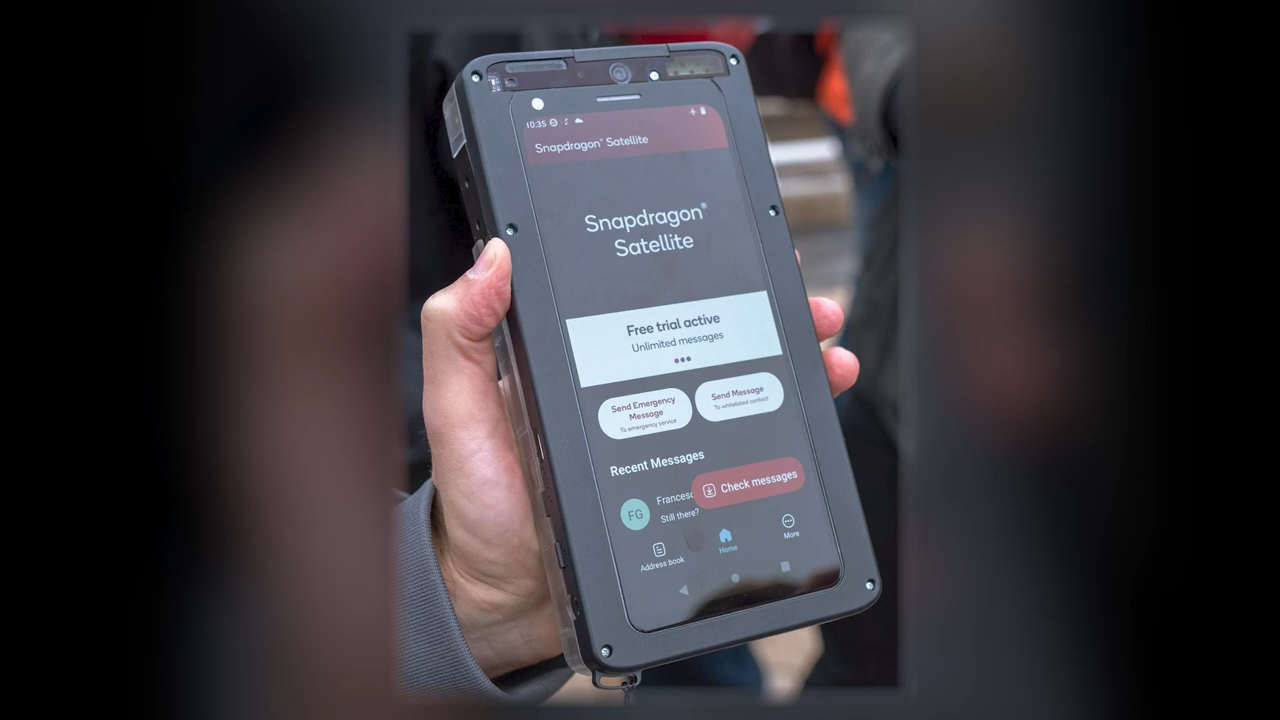 10:35
Snapdragon® Satellite
Snapdragon®
Satellite
Free trial active
Unlimited messages
Send Emergency
Message
To emergency service
Send Message
To whitelisted contact
Recent Messages
Check messages
FG
Francesc
Still there?
Address book
Home
More